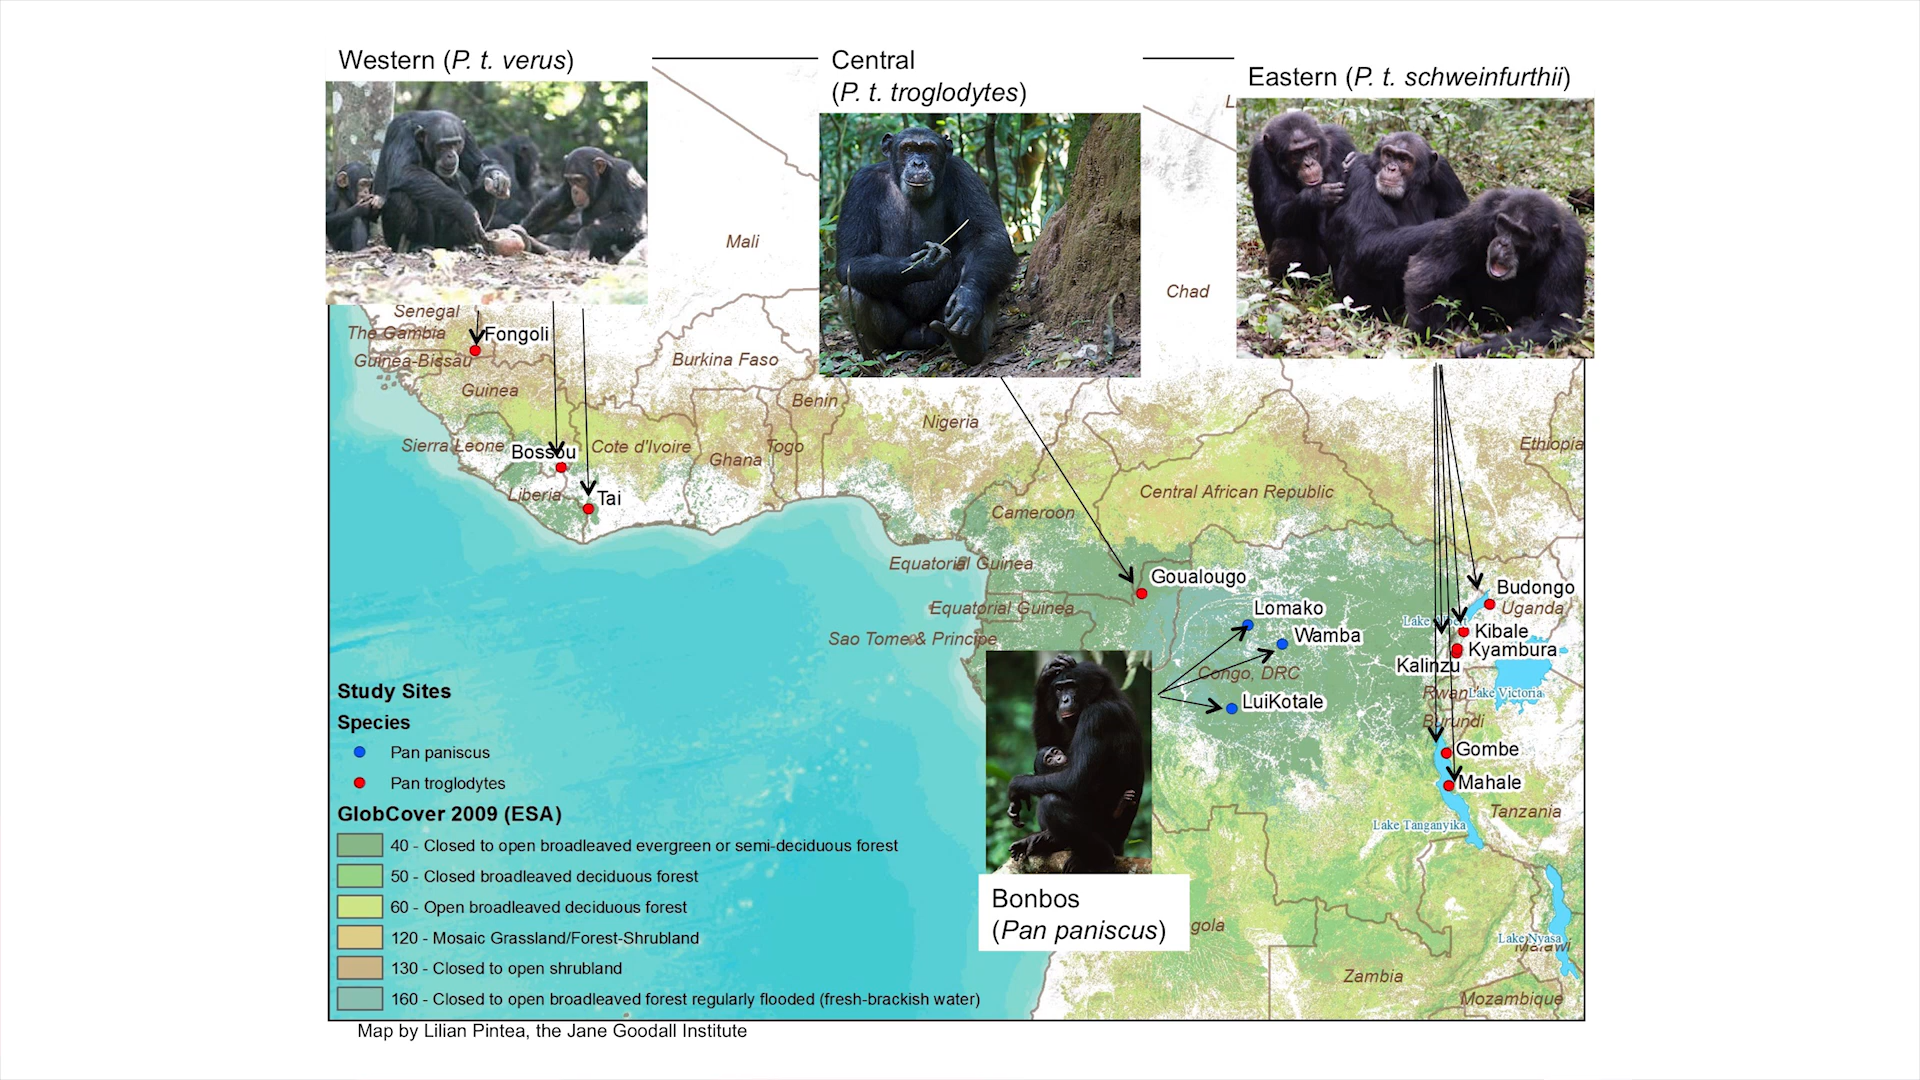 Western (P. t. verus)
Central
(P. t. troglodytes)
Eastern (P. t. schweinfurthii)
Mali
Chad
Senegal
The Gambia
Fongoli
Guinea-Bissau
Guinea
Burkina Faso
Benin
Nigeria
Sierra Leone
Bossou
Cote d'Ivoire
Ghana
Togo
Ethiopia
Liberia
Tai
Central African Republic
Cameroon
Equatorial Guinea
Goualougo
Equatorial Guinea
Lomako
Budongo
Uganda
Sao Tome & Principe
Wamba
Lake Albert
Kibale
Kyambura
Kalinzu
Congo, DRC
LuiKotale
Lake Victoria
Burundi
Gombe
Mahale
Tanzania
Lake Tanganyika
Study Sites
Species
Pan paniscus
Pan troglodytes
GlobCover 2009 (ESA)
40 - Closed to open broadleaved evergreen or semi-deciduous forest
50 - Closed broadleaved deciduous forest
60 - Open broadleaved deciduous forest
120 - Mosaic Grassland/Forest-Shrubland
130 - Closed to open shrubland
160 - Closed to open broadleaved forest regularly flooded (fresh-brackish water)
Bonbos
(Pan paniscus)
gola
Lake Nyasa
Malawi
Zambia
Mozambique
Map by Lilian Pintea, the Jane Goodall Institute